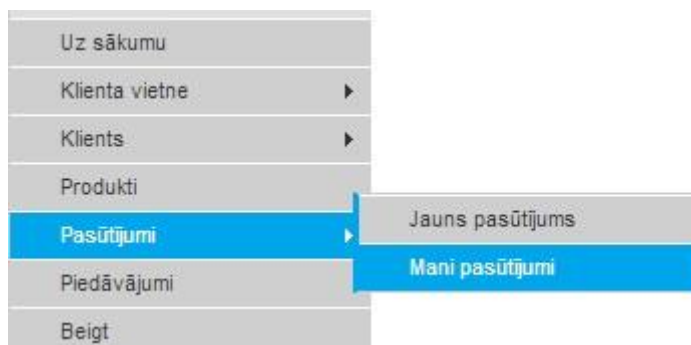 Uz sākumu
Klienta vietne
Klients
Produkti
Pasūtījumi
Jauns pasūtījums
Mani pasūtījumi
Piedāvājumi
Beigt